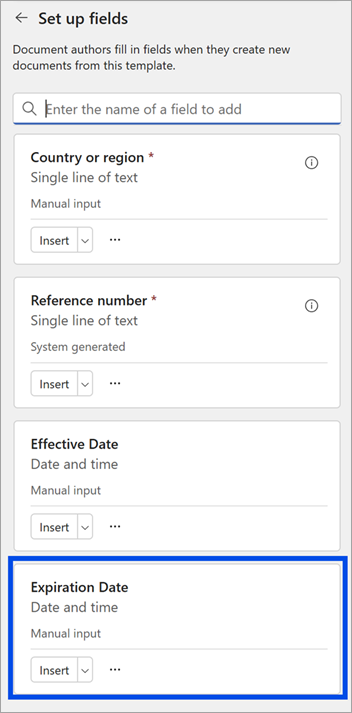 Set up fields
Document authors fill in fields when they create new
documents from this template.
Enter the name of a field to add
Country or region *
Single line of text
Manual input
Insert
Reference number *
Single line of text
System generated
Insert
Effective Date
Date and time
Manual input
Insert
Expiration Date
Date and time
Manual input
Insert